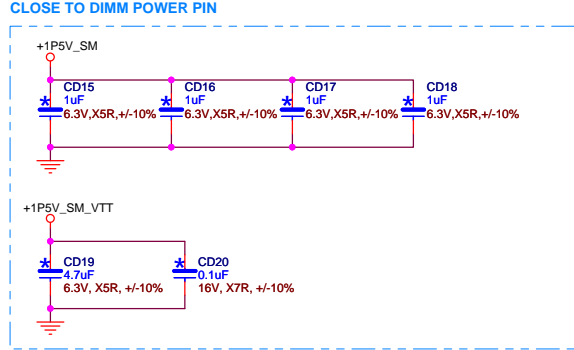 CLOSE TO DIMM POWER PIN
+1P5V_SM
CD15 CD16 CD17 CD18
1uF 1uF 1uF 1uF
6.3V,X5R,+/-10% 6.3V,X5R,+/-10% 6.3V,X5R,+/-10% 6.3V,X5R,+/-10%
+1P5V_SM_VTT
CD19 CD20
4.7uF 0.1uF
6.3V, X5R, +/-10% 16V, X7R, +/-10%